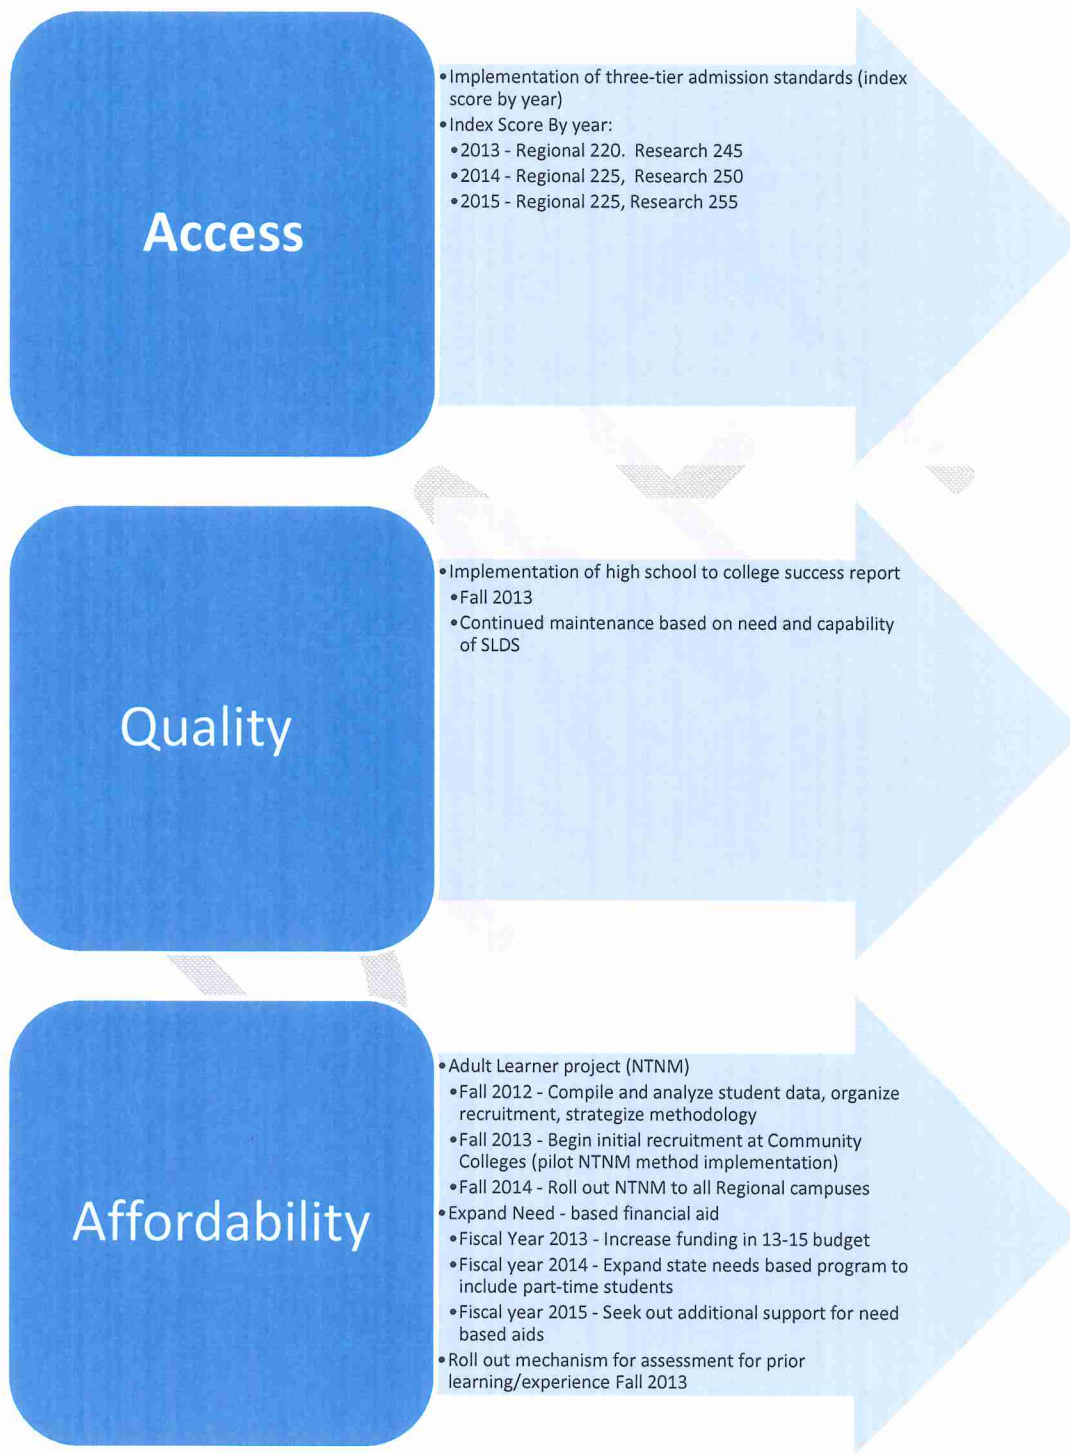 Access
•Implementation of three-tier admission standards (index
score by year)
•Index Score By year:
•2013 - Regional 220.  Research 245
•2014 - Regional 225,  Research 250
•2015 - Regional 225, Research 255
Quality
•Implementation of high school to college success report
•Fall 2013
•Continued maintenance based on need and capability
of SLDS
Affordability
•Adult Learner project (NTNM)
•Fall 2012 - Compile and analyze student data, organize
recruitment, strategize methodology
•Fall 2013 - Begin initial recruitment at Community
Colleges (pilot NTNM method implementation)
•Fall 2014 - Roll out NTNM to all Regional campuses
•Expand Need - based financial aid
•Fiscal Year 2013 - Increase funding in 13-15 budget
•Fiscal year 2014 - Expand state needs based program to
include part-time students
•Fiscal year 2015 - Seek out additional support for need
based aids
•Roll out mechanism for assessment for prior
learning/experience Fall 2013